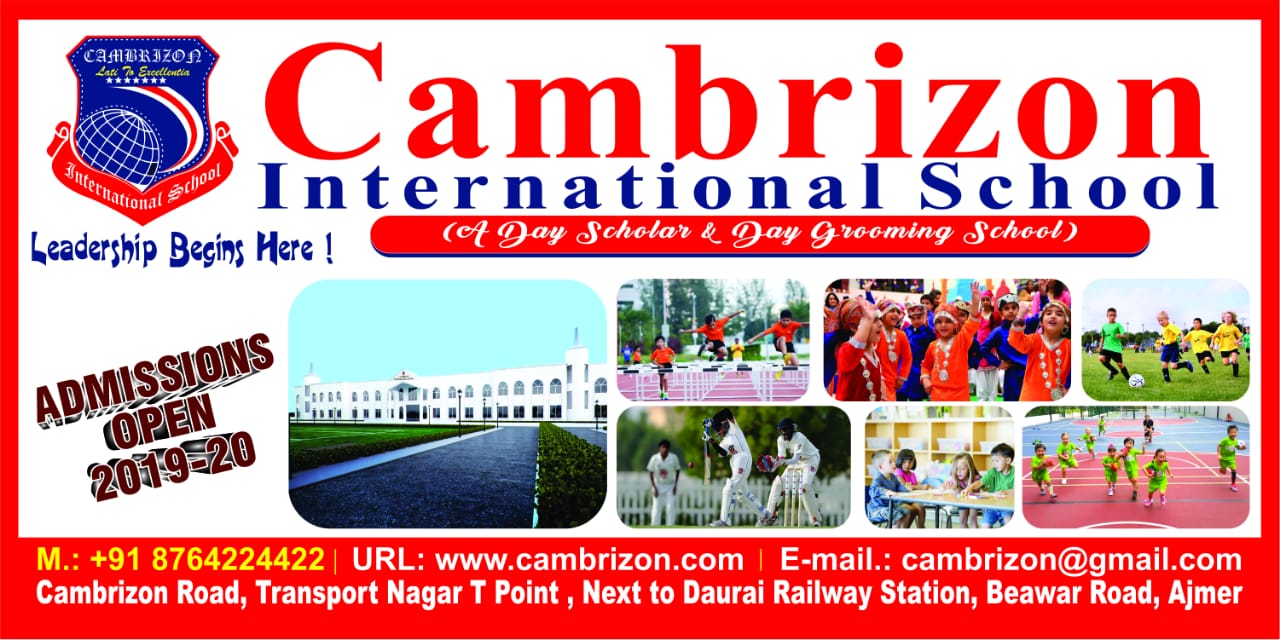 CAMBRIZON
Lati To Excellentia
International School
Cambrizon
International School
(A Day Scholar & Day Grooming School)
Leadership Begins Here !
ADMISSIONS
OPEN
2019-20
M.: +91 8764224422 | URL: www.cambrizon.com | E-mail.: cambrizon@gmail.com
Cambrizon Road, Transport Nagar T Point , Next to Daurai Railway Station, Beawar Road, Ajmer